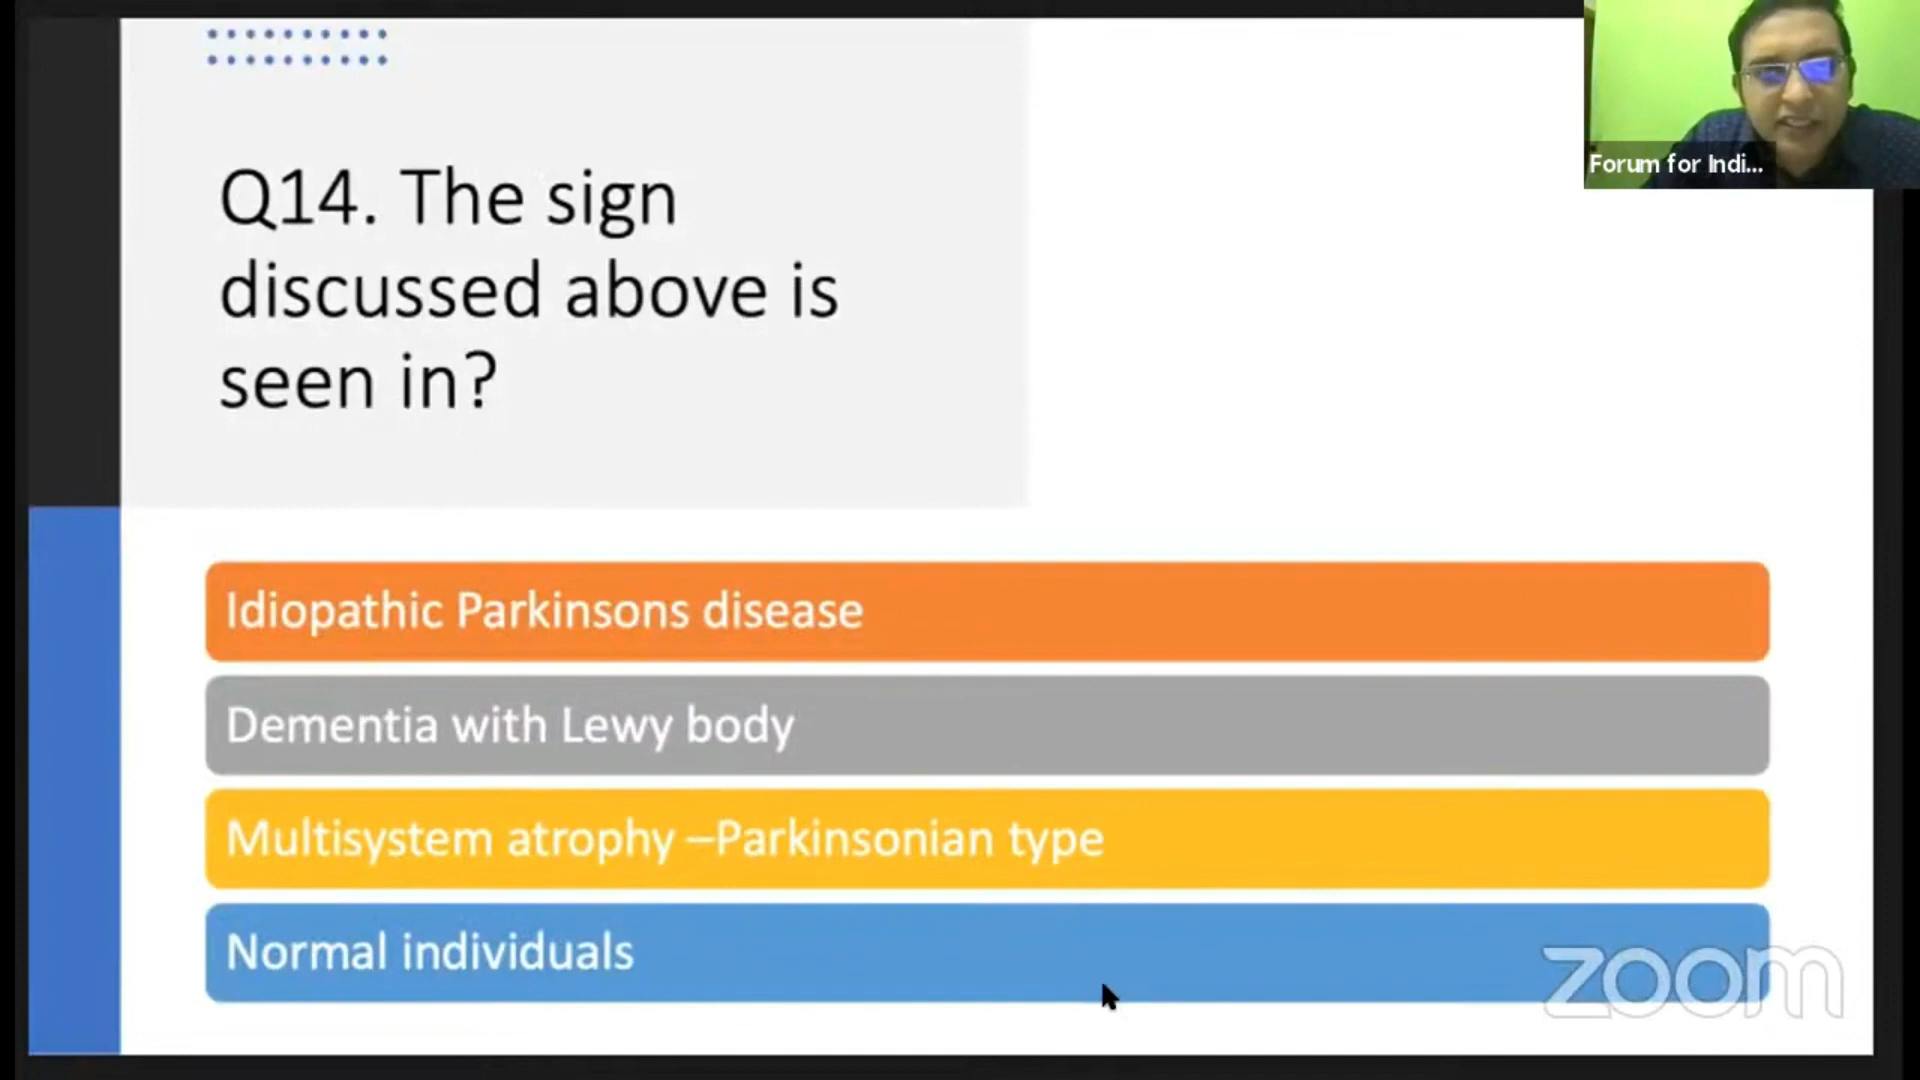 Forum for Indi...
Q14. The sign
discussed above is
seen in?
Idiopathic Parkinsons disease
Dementia with Lewy body
Multisystem atrophy –Parkinsonian type
Normal individuals
zoom